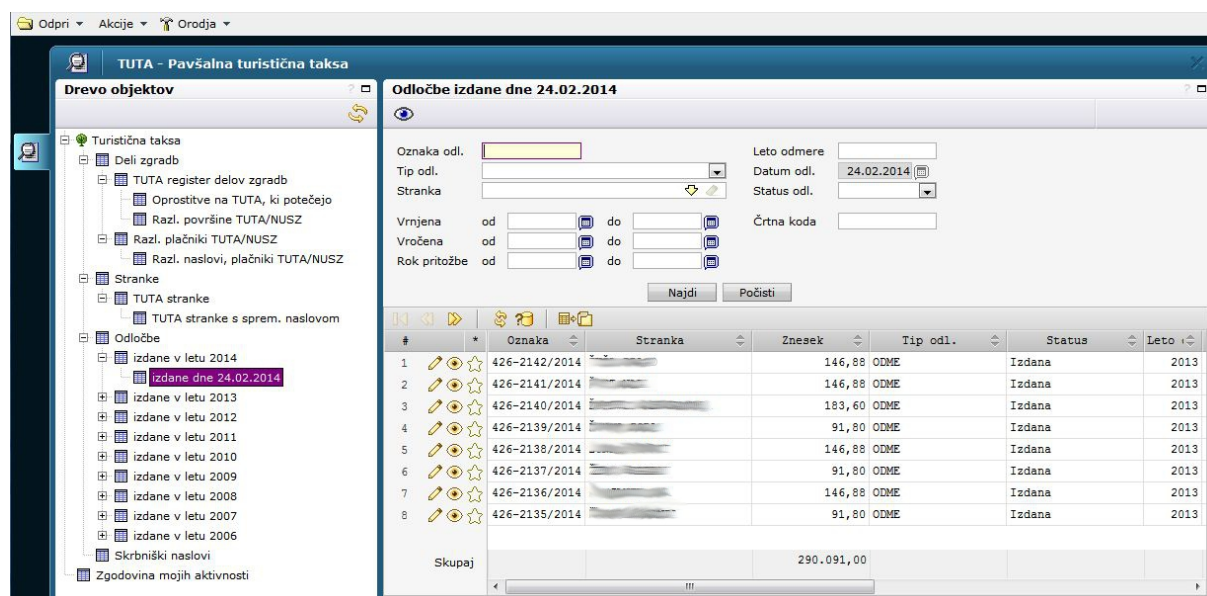 Odpri Akcije Orodja
TUTA - Pavšalna turistična taksa
Drevo objektov ?
Turistična taksa
Deli zgradb
TUTA register delov zgradb
Oprostitve na TUTA, ki potečejo
Razl. površine TUTA/NUSZ
Razl. plačniki TUTA/NUSZ
Razl. naslovi, plačniki TUTA/NUSZ
Stranke
TUTA stranke
TUTA stranke s sprem. naslovom
Odločbe
izdane v letu 2014
izdane dne 24.02.2014
izdane v letu 2013
izdane v letu 2012
izdane v letu 2011
izdane v letu 2010
izdane v letu 2009
izdane v letu 2008
izdane v letu 2007
izdane v letu 2006
Skrbniški naslovi
Zgodovina mojih aktivnosti
Odločbe izdane dne 24.02.2014 ?
Oznaka odl. Leto odmere
Tip odl. Datum odl. 24.02.2014
Stranka Status odl.
Vrnjena od do Črtna koda
Vročena od do
Rok pritožbe od do
Najdi Počisti
# * Oznaka Stranka Znesek Tip odl. Status Leto
1 426-2142/2014 146,88 ODME Izdana 2013
2 426-2141/2014 146,88 ODME Izdana 2013
3 426-2140/2014 183,60 ODME Izdana 2013
4 426-2139/2014 91,80 ODME Izdana 2013
5 426-2138/2014 146,88 ODME Izdana 2013
6 426-2137/2014 91,80 ODME Izdana 2013
7 426-2136/2014 146,88 ODME Izdana 2013
8 426-2135/2014 91,80 ODME Izdana 2013
Skupaj 290.091,00